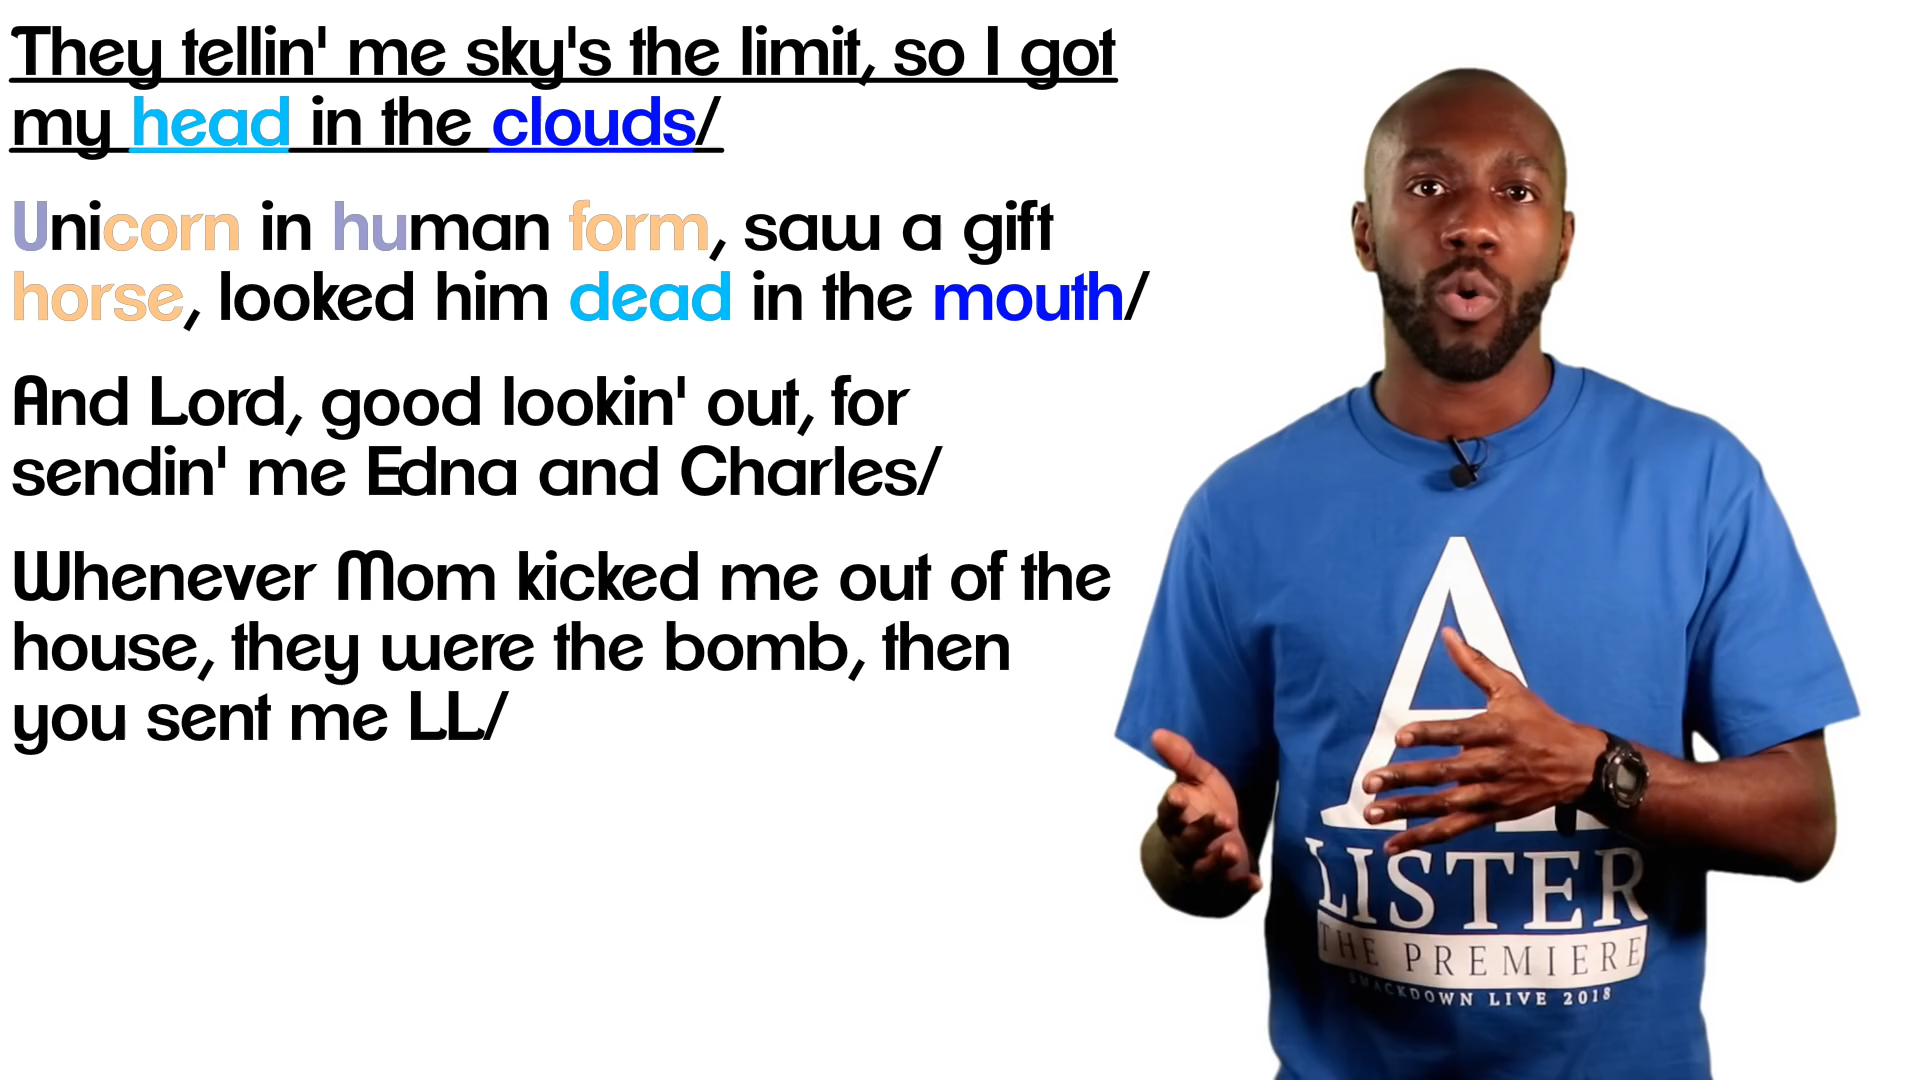 They tellin' me sky's the limit, so I got
my head in the clouds/
Unicorn in human form, saw a gift
horse, looked him dead in the mouth/
And Lord, good lookin' out, for
sendin' me Edna and Charles/
Whenever Mom kicked me out of the
house, they were the bomb, then
you sent me LL/
A
LISTER
THE PREMIERE
SMACKDOWN LIVE 2018